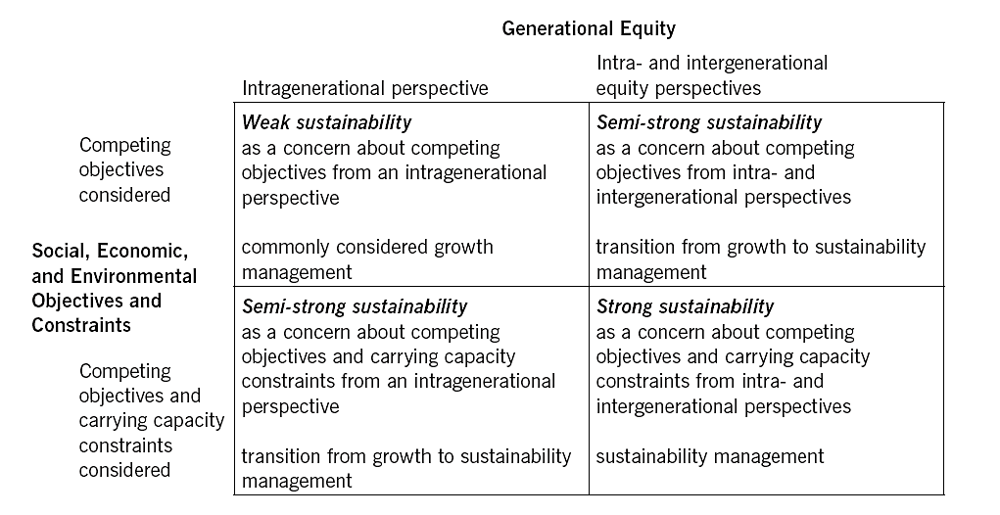 Generational Equity
Intragenerational perspective
Intra- and intergenerational
equity perspectives
Social, Economic,
and Environmental
Objectives and
Constraints
Competing
objectives
considered
Weak sustainability
as a concern about competing
objectives from an intragenerational
perspective
commonly considered growth
management
Semi-strong sustainability
as a concern about competing
objectives from intra- and
intergenerational perspectives
transition from growth to sustainability
management
Competing
objectives and
carrying capacity
constraints
considered
Semi-strong sustainability
as a concern about competing
objectives and carrying capacity
constraints from an intragenerational
perspective
transition from growth to sustainability
management
Strong sustainability
as a concern about competing
objectives and carrying capacity
constraints from intra- and
intergenerational perspectives
sustainability management